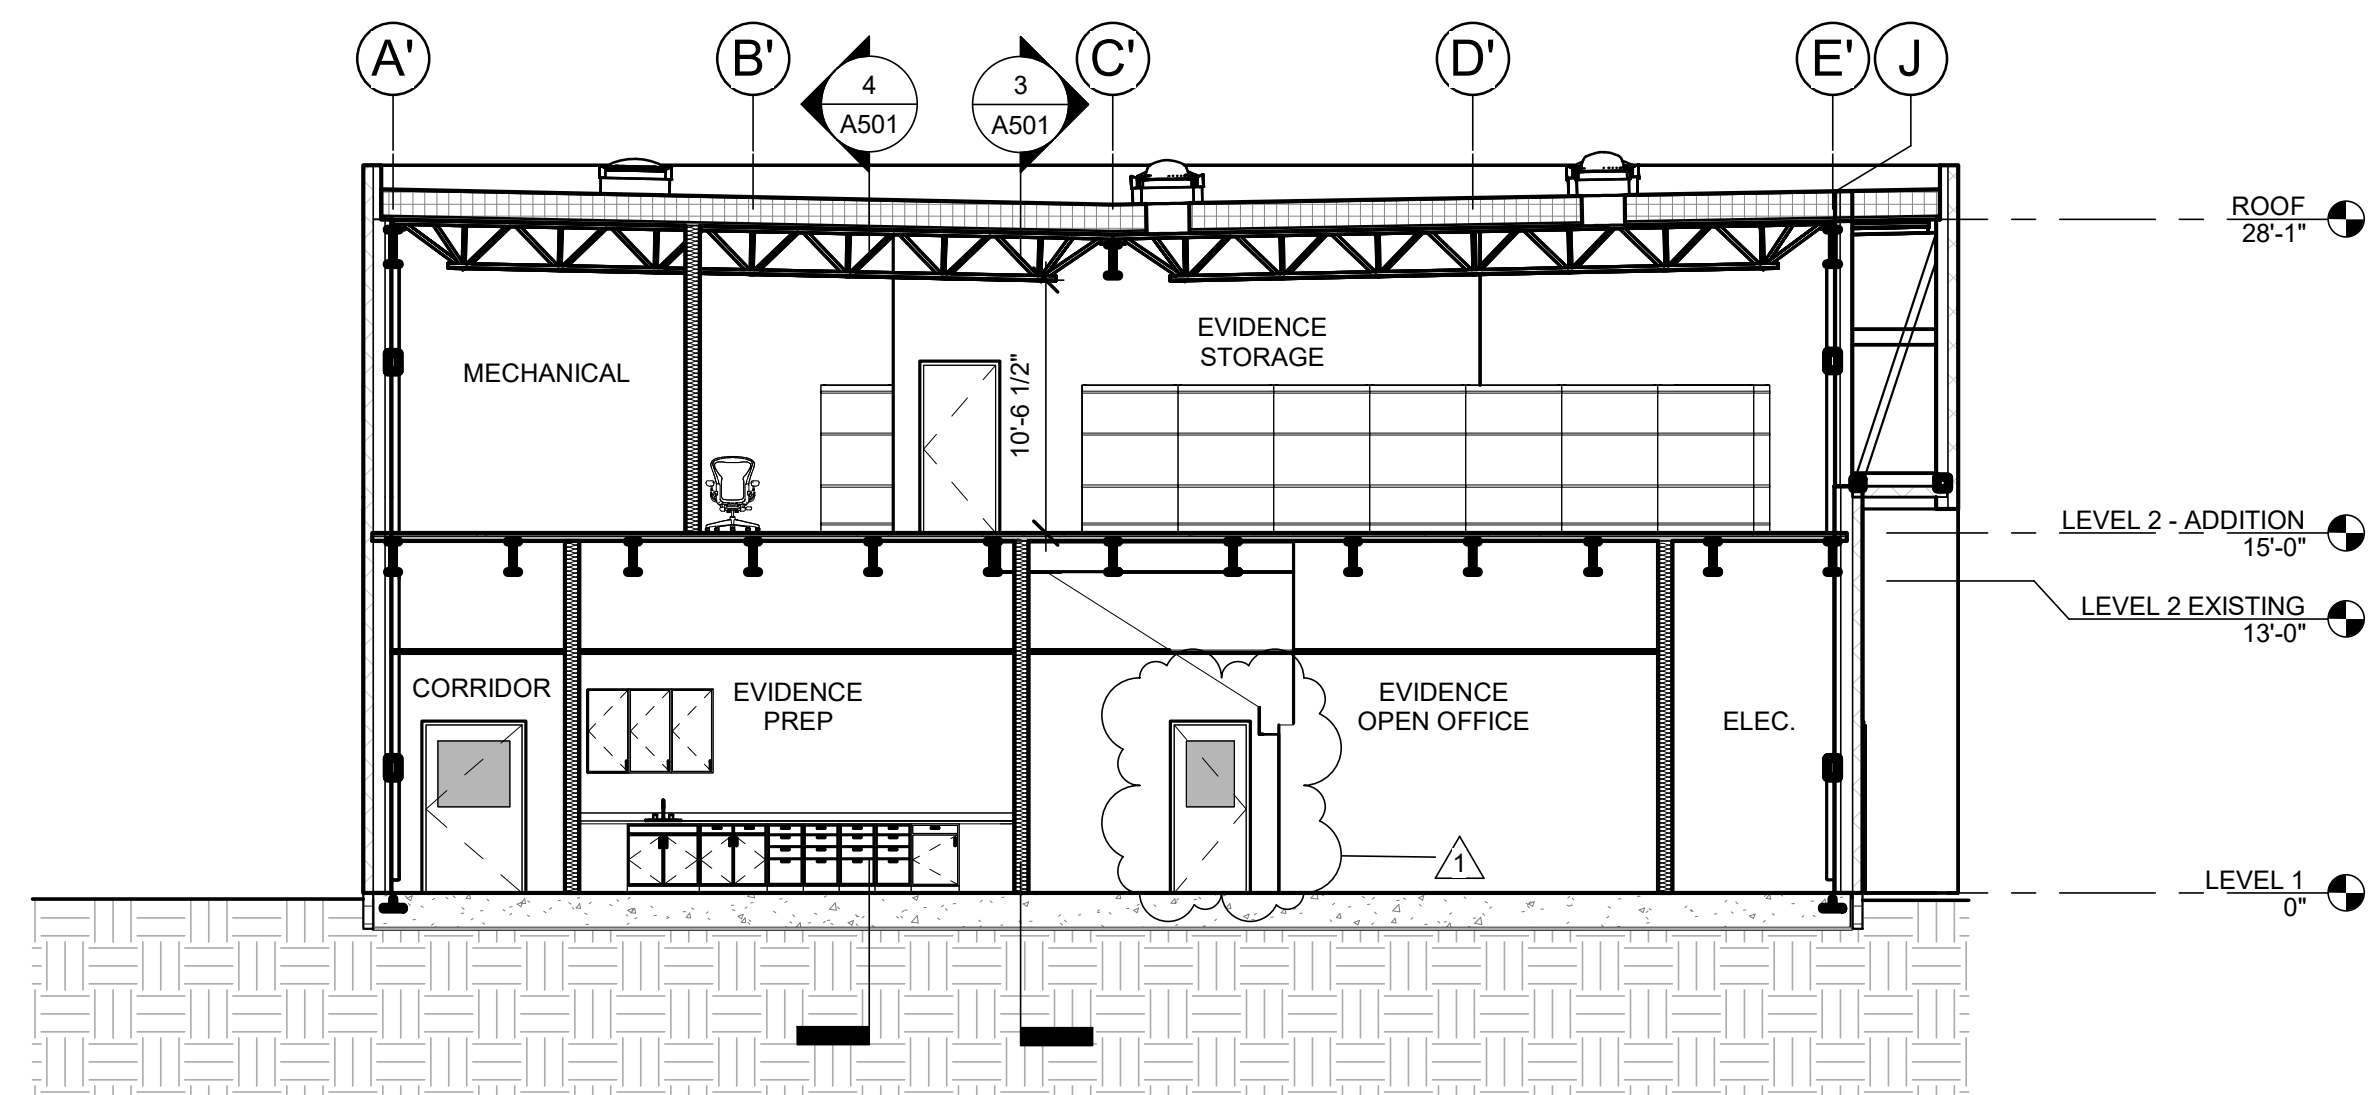 A'
B'
4
A501
3
A501
C'
D'
E'
J
ROOF
28'-1"
EVIDENCE
STORAGE
MECHANICAL
10'-6 1/2"
LEVEL 2 - ADDITION
15'-0"
LEVEL 2 EXISTING
13'-0"
CORRIDOR
EVIDENCE
PREP
EVIDENCE
OPEN OFFICE
ELEC.
1
LEVEL 1
0"